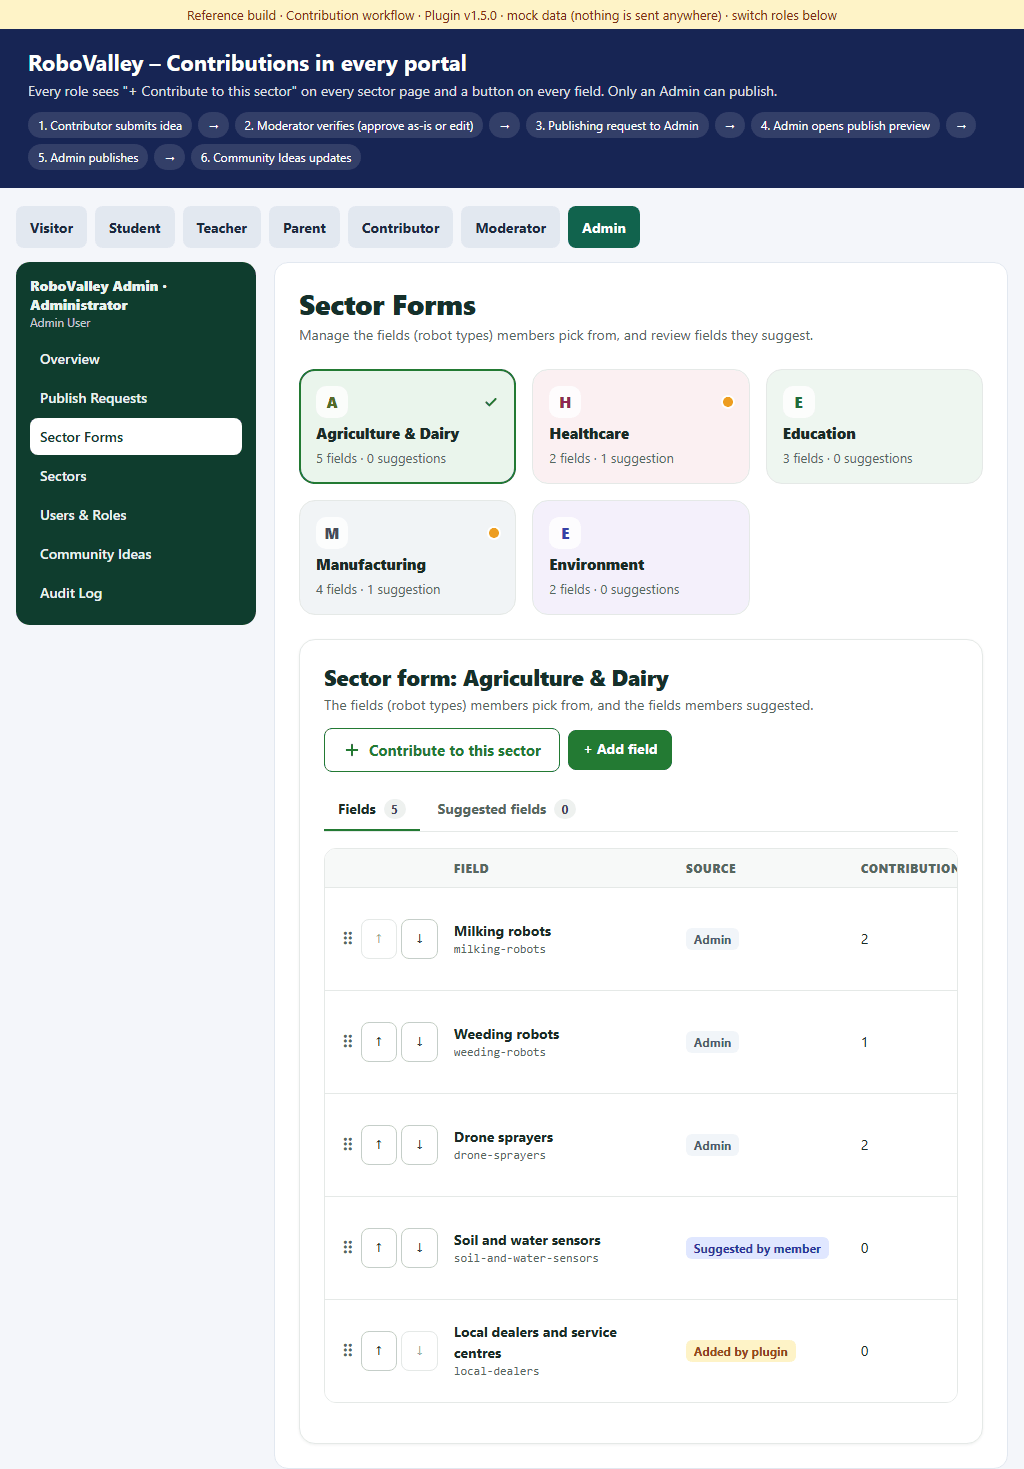 Reference build · Contribution workflow · Plugin v1.5.0 · mock data (nothing is sent anywhere) · switch roles below
RoboValley – Contributions in every portal
Every role sees "+ Contribute to this sector" on every sector page and a button on every field. Only an Admin can publish.
1. Contributor submits idea → 2. Moderator verifies (approve as-is or edit) → 3. Publishing request to Admin → 4. Admin opens publish preview →
5. Admin publishes → 6. Community Ideas updates
Visitor Student Teacher Parent Contributor Moderator Admin
RoboValley Admin ·
Administrator
Admin User
Overview
Publish Requests
Sector Forms
Sectors
Users & Roles
Community Ideas
Audit Log
Sector Forms
Manage the fields (robot types) members pick from, and review fields they suggest.
A ✓
Agriculture & Dairy
5 fields · 0 suggestions
H
Healthcare
2 fields · 1 suggestion
E
Education
3 fields · 0 suggestions
M
Manufacturing
4 fields · 1 suggestion
E
Environment
2 fields · 0 suggestions
Sector form: Agriculture & Dairy
The fields (robot types) members pick from, and the fields members suggested.
+ Contribute to this sector + Add field
Fields 5 Suggested fields 0
FIELD SOURCE CONTRIBUTION
↑ ↓ Milking robots Admin 2
milking-robots
↑ ↓ Weeding robots Admin 1
weeding-robots
↑ ↓ Drone sprayers Admin 2
drone-sprayers
↑ ↓ Soil and water sensors Suggested by member 0
soil-and-water-sensors
↑ ↓ Local dealers and service
centres Added by plugin 0
local-dealers